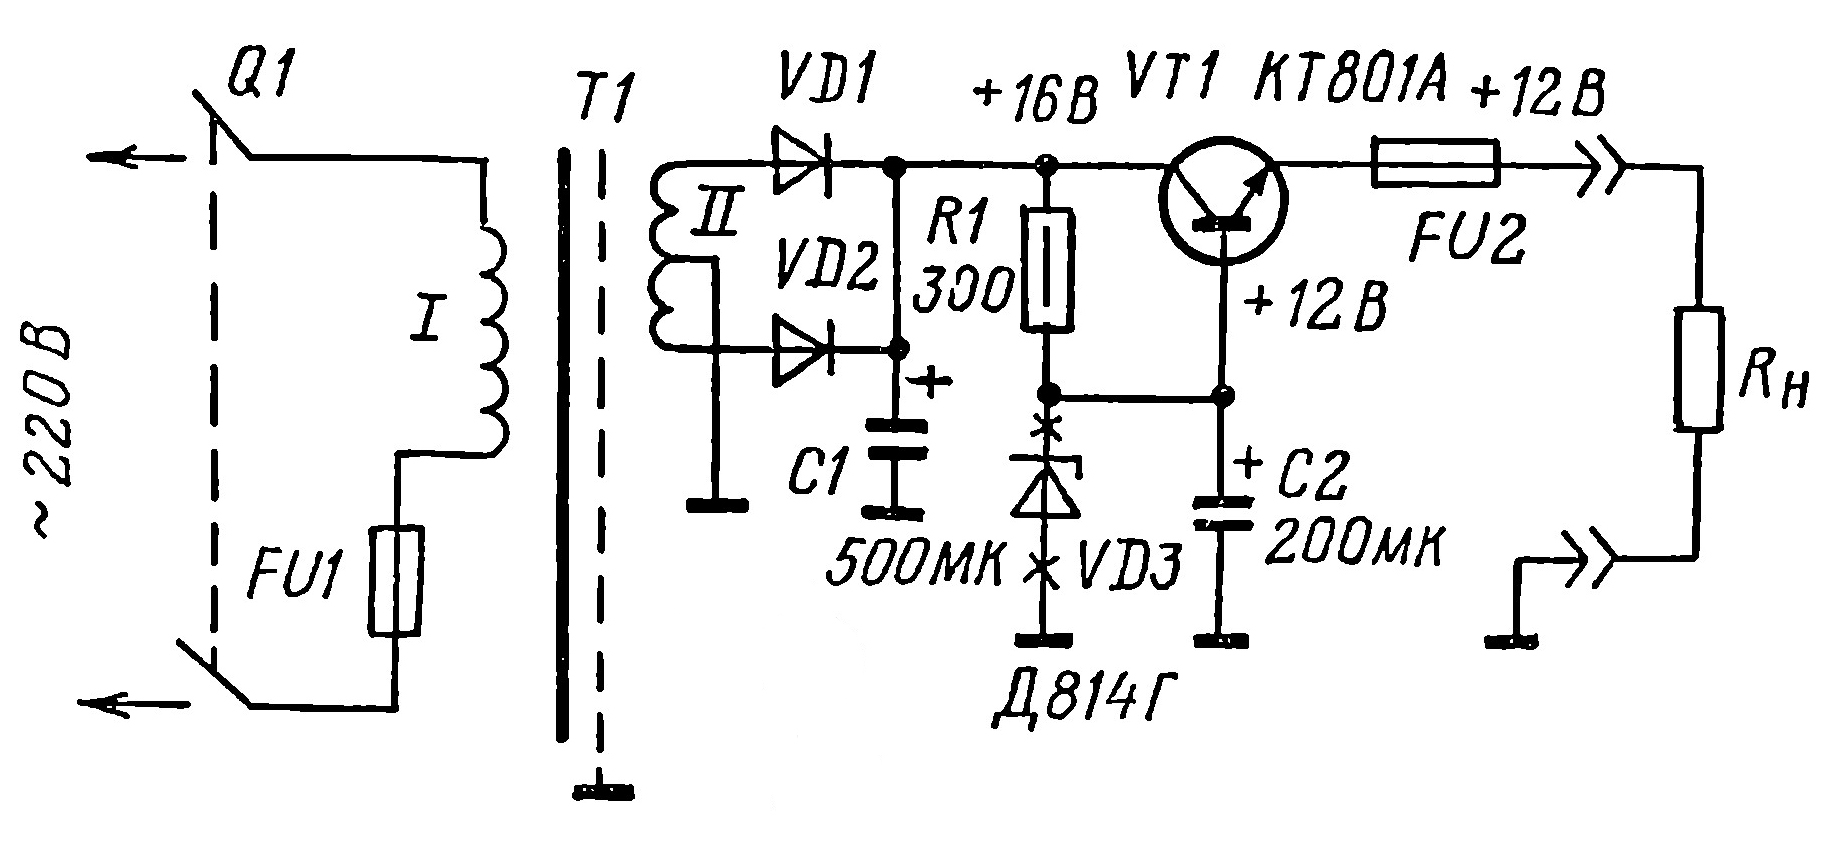 Q1
T1
VD1
+16В
VT1 КТ801А
+12В
II
R1
300
VD2
FU2
+12В
I
~220В
Rн
+
C1
500мк
+ C2
200мк
FU1
VD3
Д814Г